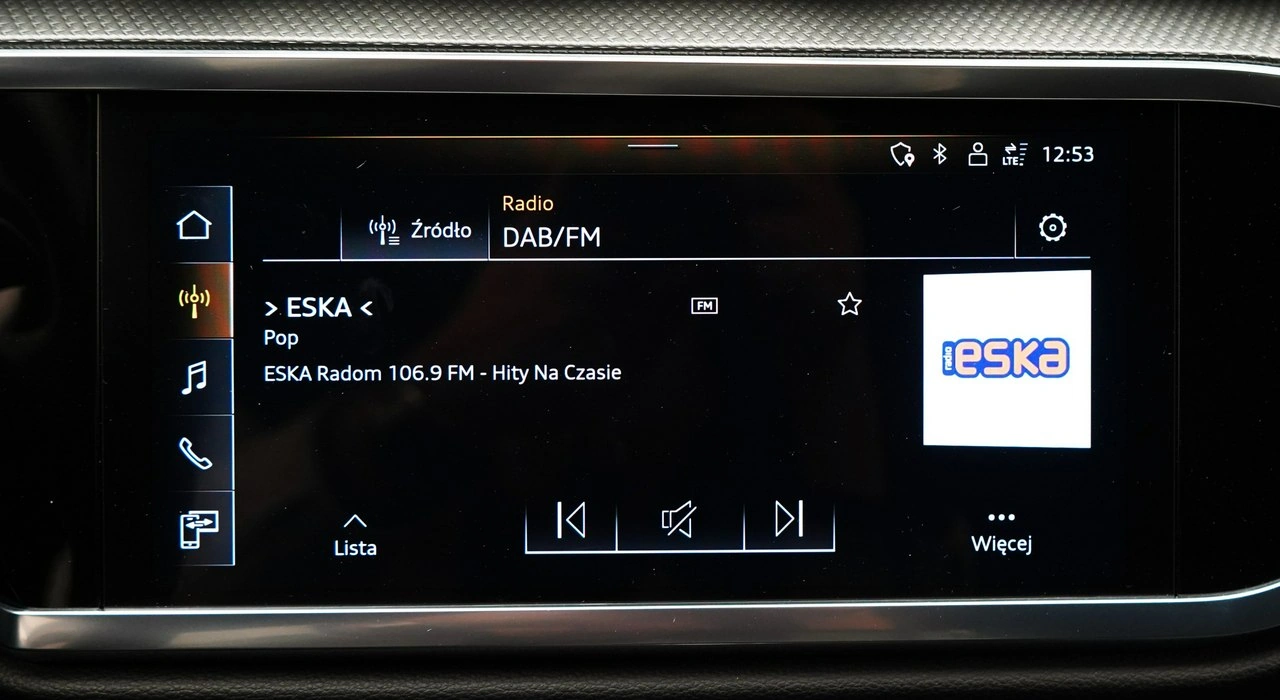 LTE 12:53
Źródło
Radio
DAB/FM
> ESKA <
FM
Pop
ESKA Radom 106.9 FM - Hity Na Czasie
radio eska
Lista
Więcej